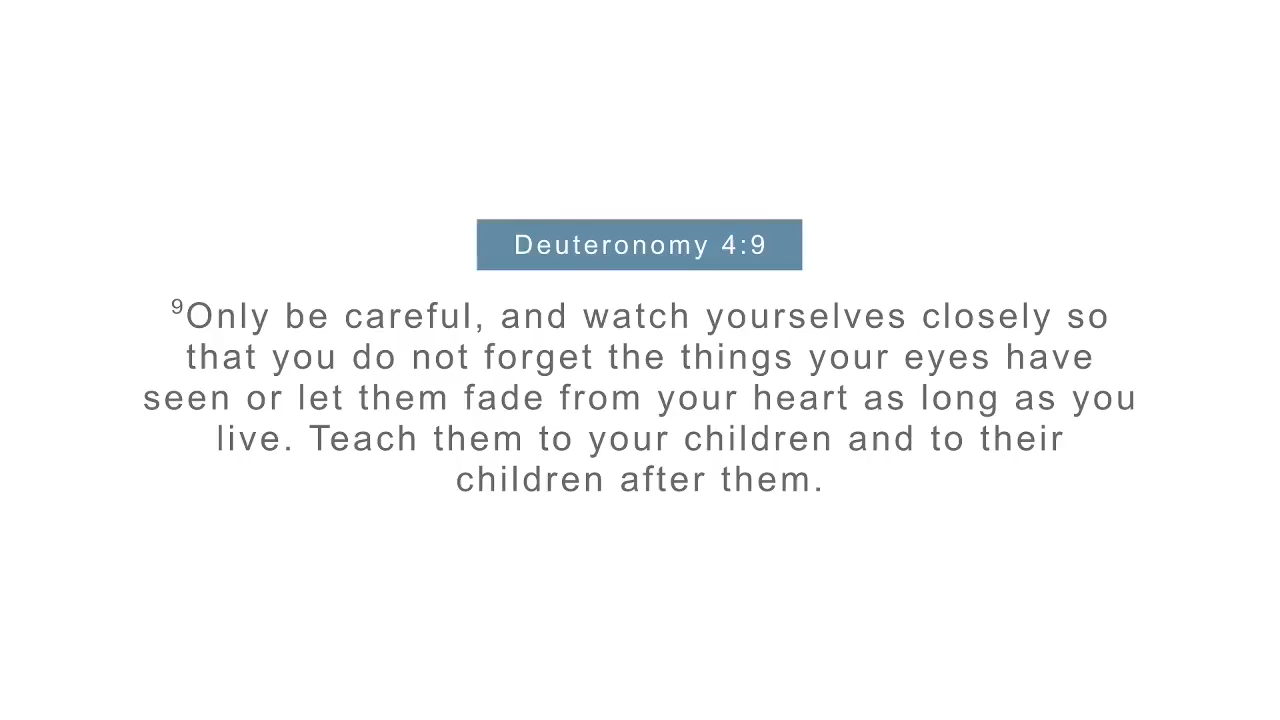 Deuteronomy 4:9
⁹Only be careful, and watch yourselves closely so
that you do not forget the things your eyes have
seen or let them fade from your heart as long as you
live. Teach them to your children and to their
children after them.